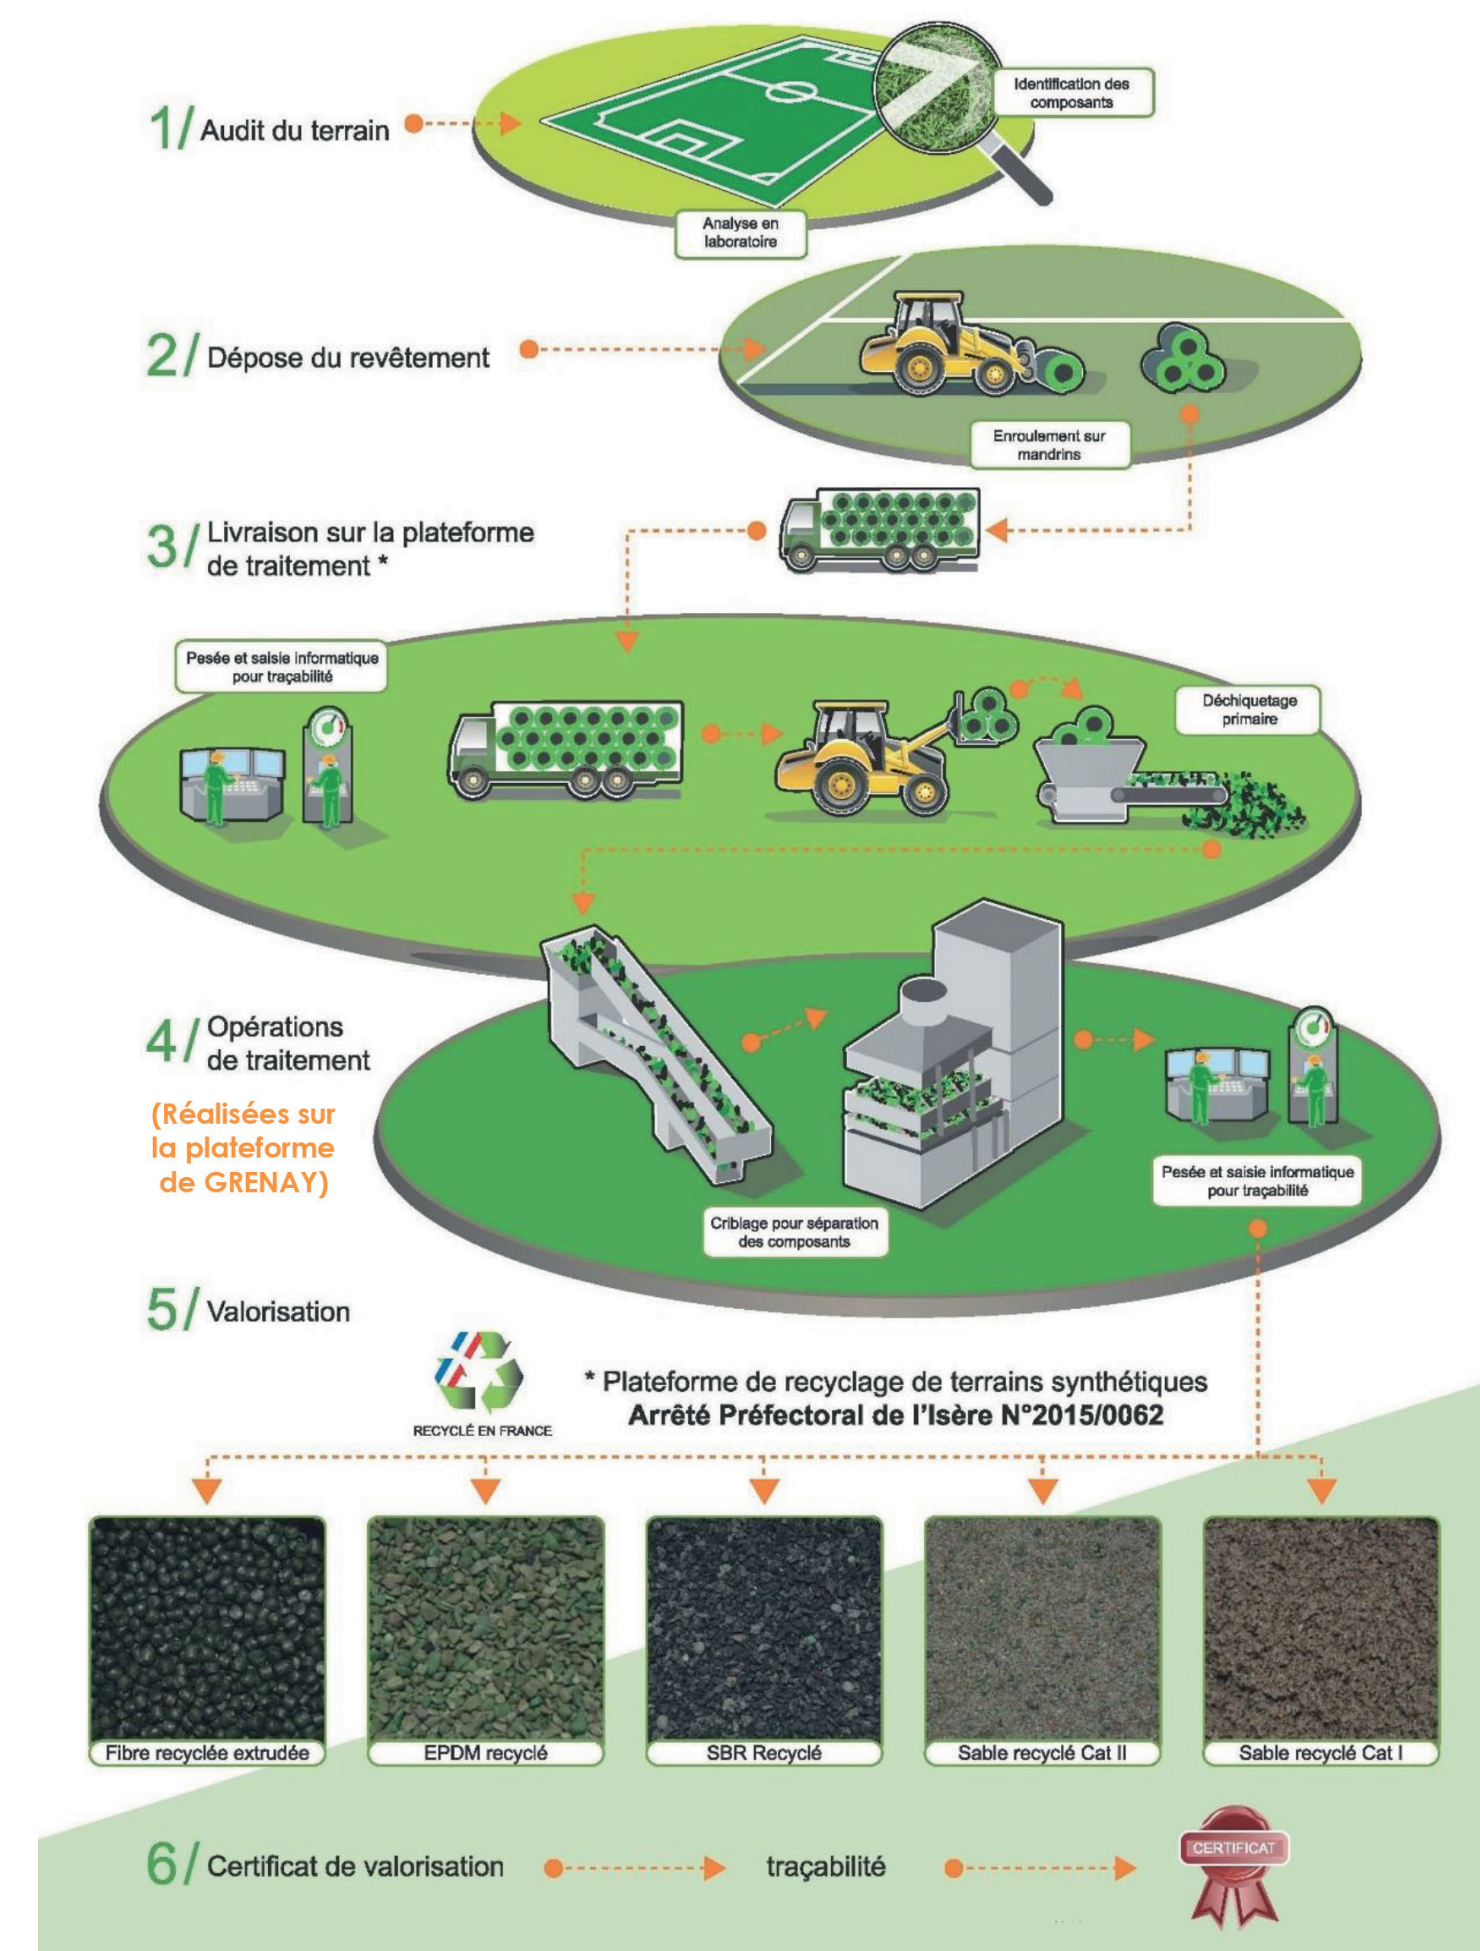 1/ Audit du terrain
Identification des
composants
Analyse en
laboratoire
2/ Dépose du revêtement
Enroulement sur
mandrins
3/ Livraison sur la plateforme
de traitement *
Pesée et saisie informatique
pour traçabilité
Déchiquetage
primaire
4/ Opérations
de traitement
(Réalisées sur
la plateforme
de GRENAY)
Criblage pour séparation
des composants
Pesée et saisie informatique
pour traçabilité
5/ Valorisation
RECYCLÉ EN FRANCE
* Plateforme de recyclage de terrains synthétiques
Arrêté Préfectoral de l'Isère N°2015/0062
Fibre recyclée extrudée
EPDM recyclé
SBR Recyclé
Sable recyclé Cat II
Sable recyclé Cat I
6/ Certificat de valorisation
traçabilité
CERTIFICAT